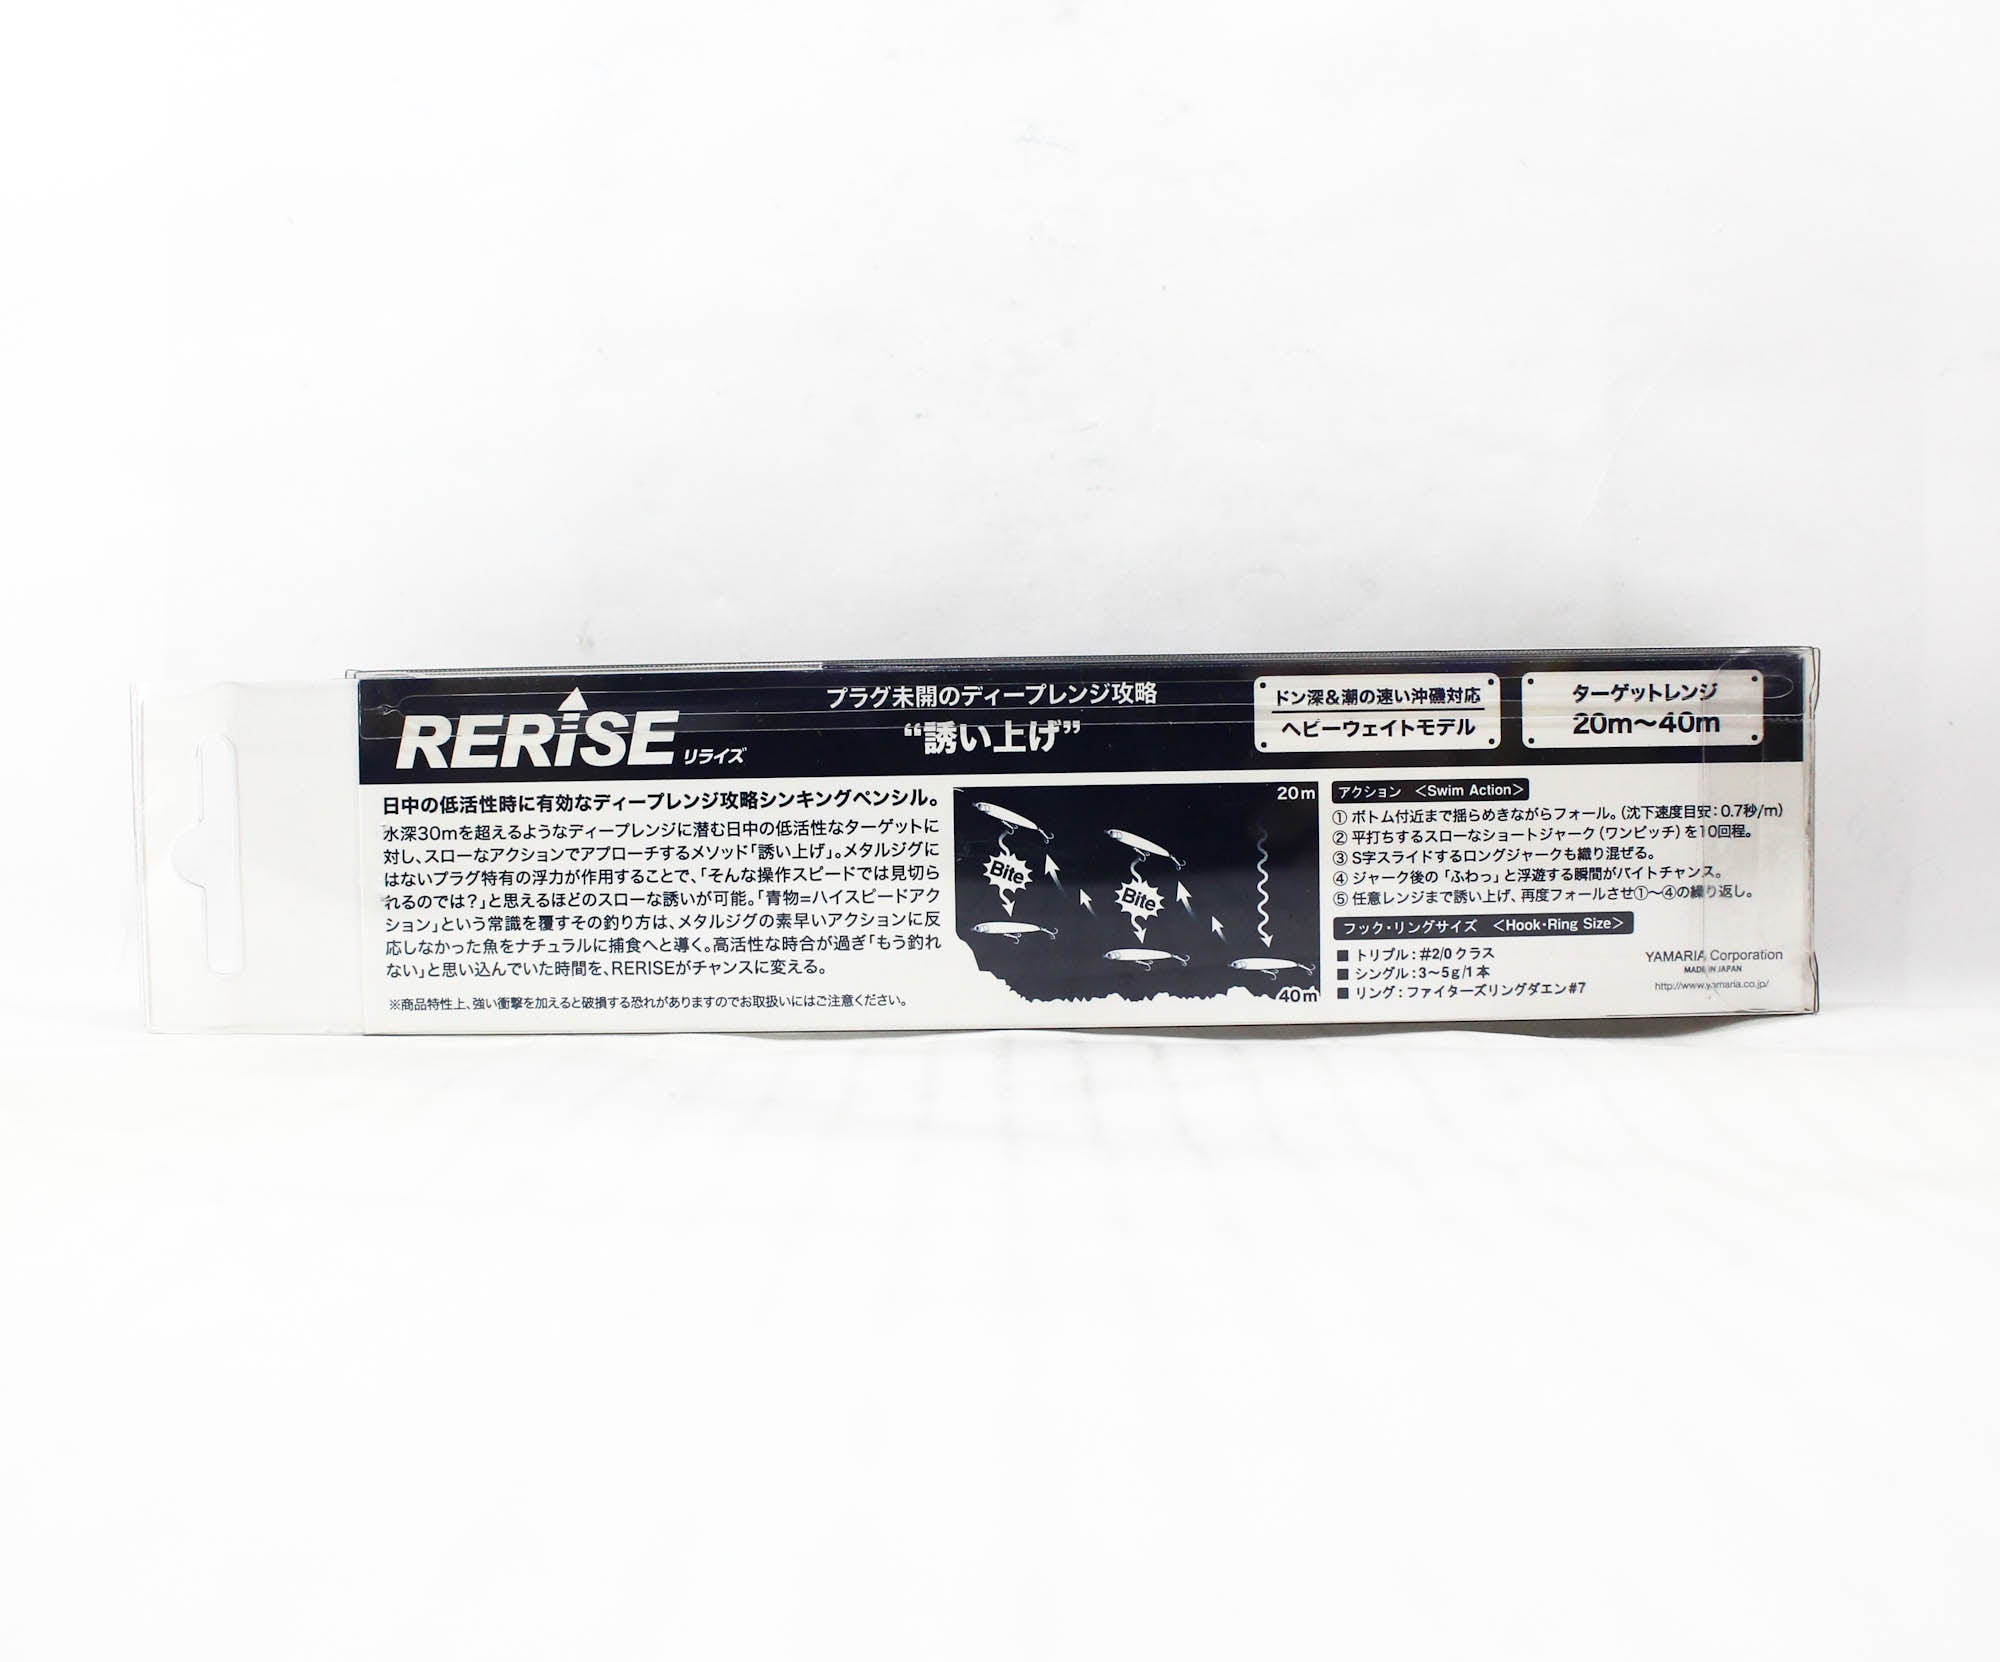 RERiSE リライズ
プラグ未開のディープレンジ攻略
“誘い上げ”
ドン深&潮の速い沖磯対応
ヘビーウェイトモデル
ターゲットレンジ
20m〜40m
日中の低活性時に有効なディープレンジ攻略シンキングペンシル。
水深30mを超えるようなディープレンジに潜む日中の低活性なターゲットに
対し、スローなアクションでアプローチするメソッド「誘い上げ」。メタルジグに
はないプラグ特有の浮力が作用することで、「そんな操作スピードでは見切ら
れるのでは?」と思えるほどのスローな誘いが可能。「青物=ハイスピードアク
ション」という常識を覆すその釣り方は、メタルジグの素早いアクションに反
応しなかった魚をナチュラルに捕食へと導く。高活性な時合が過ぎ「もう釣れ
ない」と思い込んでいた時間を、RERISEがチャンスに変える。
※商品特性上、強い衝撃を加えると破損する恐れがありますのでお取扱いにはご注意ください。
20m
Bite
Bite
40m
アクション <Swim Action>
① ボトム付近まで揺らめきながらフォール。(沈下速度目安:0.7秒/m)
② 平打ちするスローなショートジャーク(ワンピッチ)を10回程。
③ S字スライドするロングジャークも織り混ぜる。
④ ジャーク後の「ふわっ」と浮遊する瞬間がバイトチャンス。
⑤ 任意レンジまで誘い上げ、再度フォールさせ①〜④の繰り返し。
フック・リングサイズ <Hook・Ring Size>
■ トリプル:#2/0クラス
■ シングル:3〜5g/1本
■ リング:ファイターズリングダエン#7
YAMARIA Corporation
MADE IN JAPAN
http://www.yamaria.co.jp/